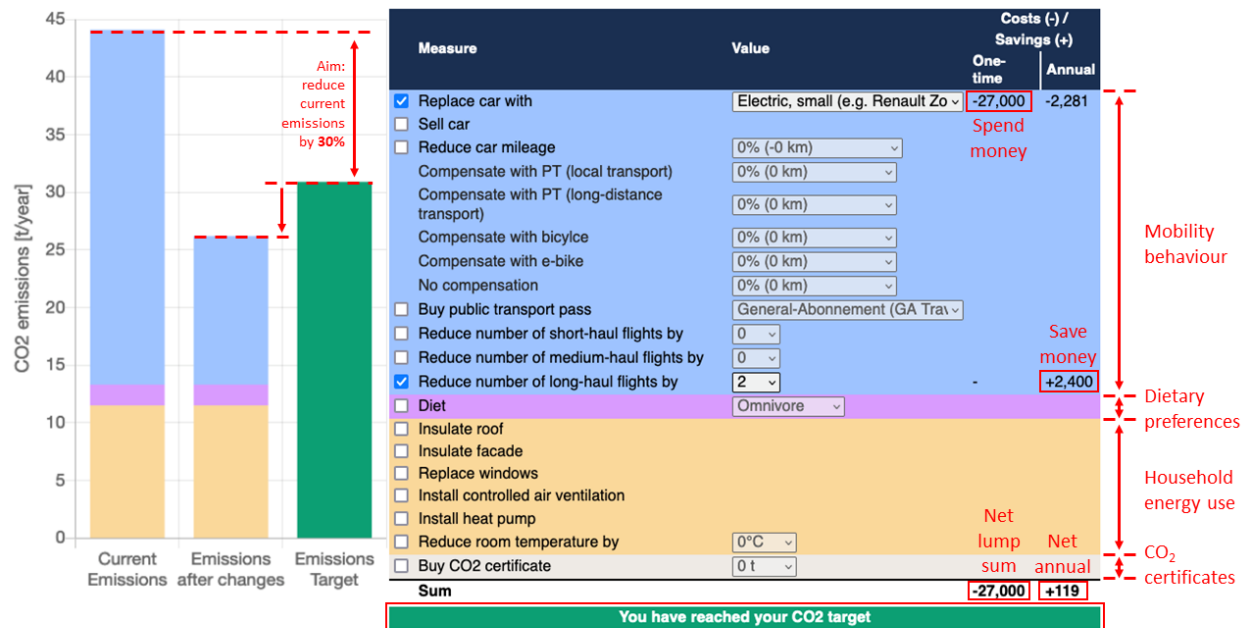 45
40
35
30
25
20
15
10
5
0
CO2 emissions [t/year]
Aim:
reduce
current
emissions
by 30%
Current
Emissions
Emissions
after changes
Emissions
Target
Measure
Value
Costs (-) /
Savings (+)
One-
time
Annual
Replace car with
Electric, small (e.g. Renault Zo
-27,000
-2,281
Sell car
Spend
money
Reduce car mileage
0% (-0 km)
Compensate with PT (local transport)
0% (0 km)
Compensate with PT (long-distance
transport)
0% (0 km)
Compensate with bicylce
0% (0 km)
Compensate with e-bike
0% (0 km)
No compensation
0% (0 km)
Buy public transport pass
General-Abonnement (GA Trav
Reduce number of short-haul flights by
0
Reduce number of medium-haul flights by
0
Save
money
Reduce number of long-haul flights by
2
-
+2,400
Diet
Omnivore
Insulate roof
Insulate facade
Replace windows
Install controlled air ventilation
Install heat pump
Reduce room temperature by
0°C
Net
lump
sum
Net
annual
Buy CO2 certificate
0 t
Sum
-27,000
+119
You have reached your CO2 target
Mobility
behaviour
Dietary
preferences
Household
energy use
CO₂
certificates